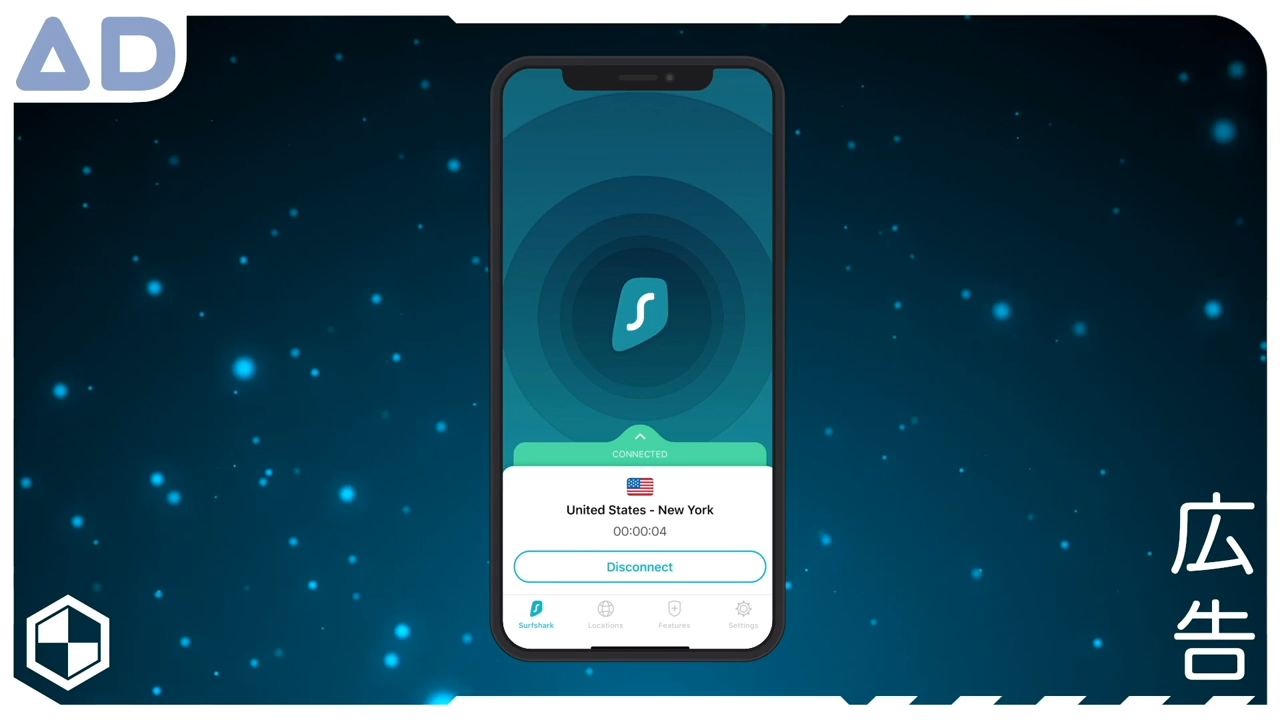 AD
CONNECTED
United States - New York
00:00:04
Disconnect
Surfshark
Locations
Features
Settings
広告